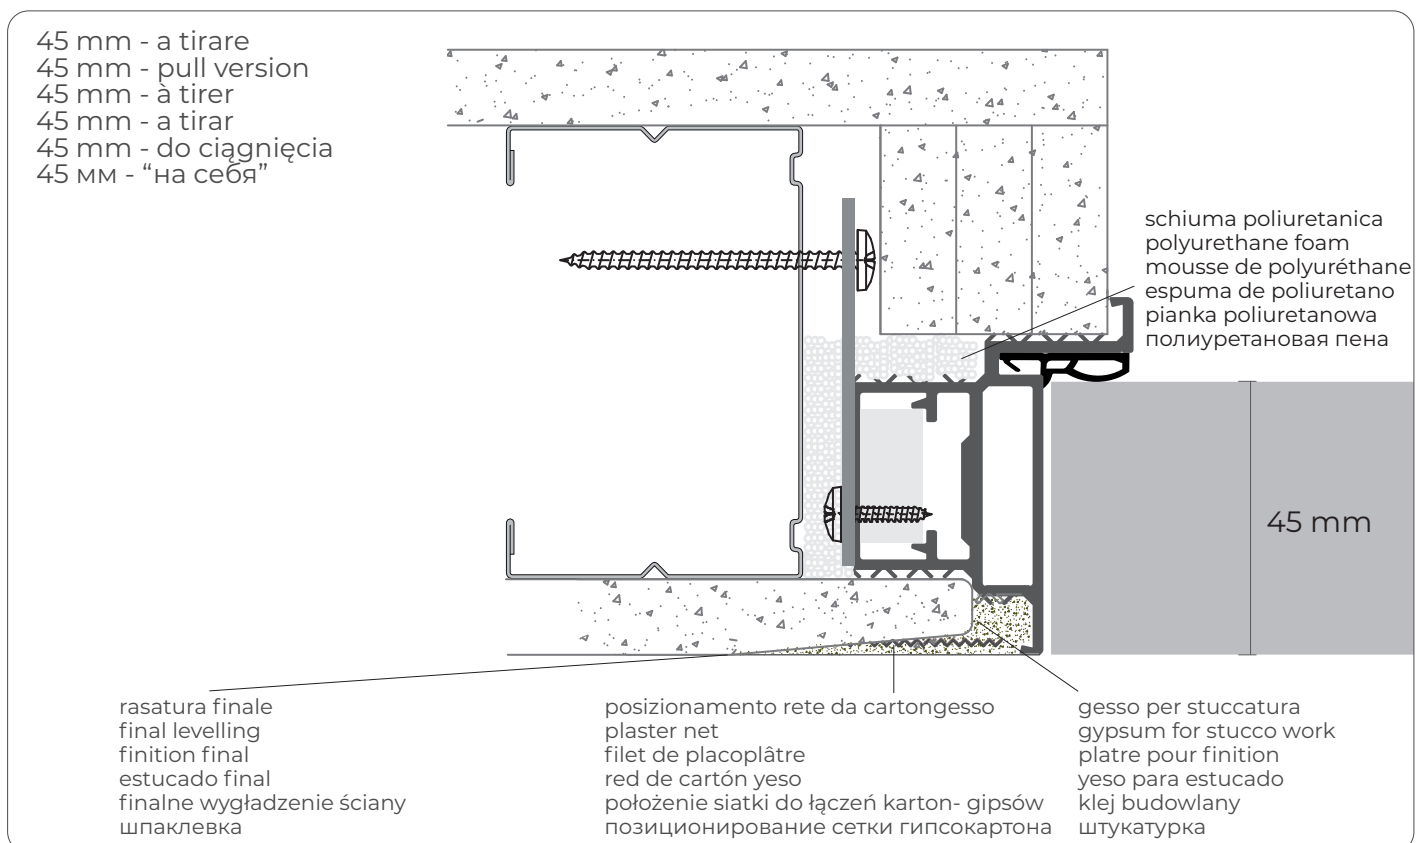 45 mm - a tirare
45 mm - pull version
45 mm - à tirer
45 mm - a tirar
45 mm - do ciągnięcia
45 мм - “на себя”
schiuma poliuretanica
polyurethane foam
mousse de polyuréthane
espuma de poliuretano
pianka poliuretanowa
полиуретановая пена
45 mm
rasatura finale
final levelling
finition final
estucado final
finalne wygładzenie ściany
шпаклевка
posizionamento rete da cartongesso
plaster net
filet de placoplâtre
red de cartón yeso
położenie siatki do łączeń karton- gipsów
позиционирование сетки гипсокартона
gesso per stuccatura
gypsum for stucco work
platre pour finition
yeso para estucado
klej budowlany
штукатурка